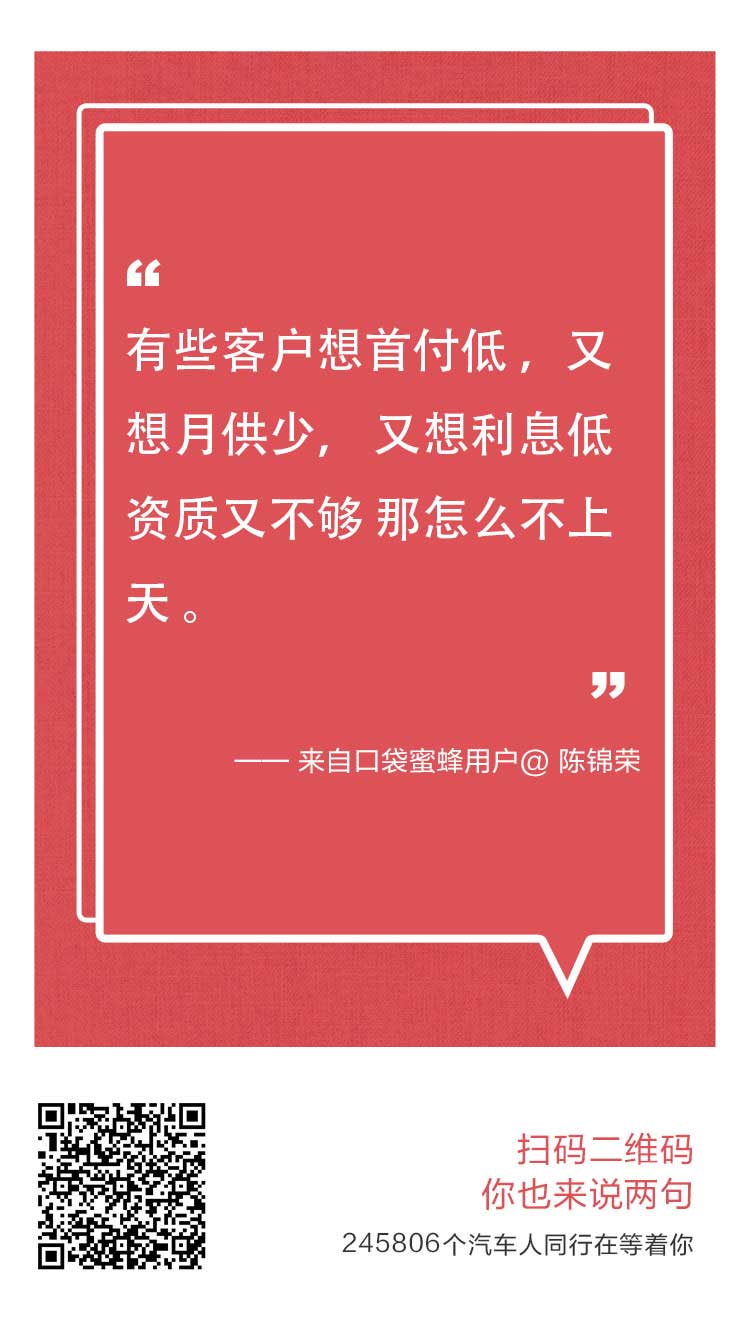 “
有些客户想首付低，又
想月供少, 又想利息低
资质又不够 那怎么不上
天 。
”
—— 来自口袋蜜蜂用户@ 陈锦荣
扫码二维码
你也来说两句
245806个汽车人同行在等着你